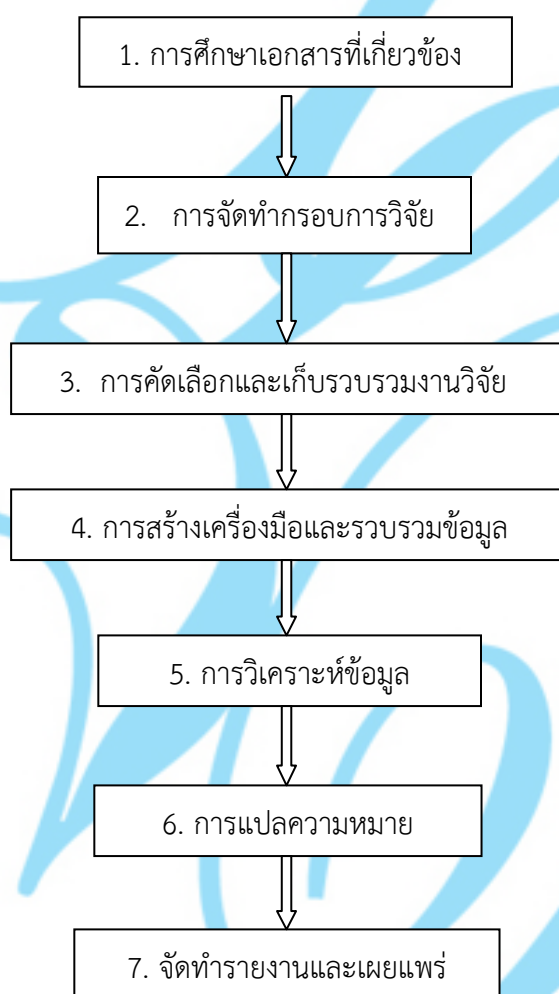 1. การศึกษาเอกสารที่เกี่ยวข้อง
2. การจัดทำกรอบการวิจัย
3. การคัดเลือกและเก็บรวบรวมงานวิจัย
4. การสร้างเครื่องมือและรวบรวมข้อมูล
5. การวิเคราะห์ข้อมูล
6. การแปลความหมาย
7. จัดทำรายงานและเผยแพร่